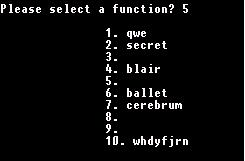 Please select a function? 5
1. qwe
2. secret
3.
4. blair
5.
6. ballet
7. cerebrum
8.
9.
10. whdyfjrn